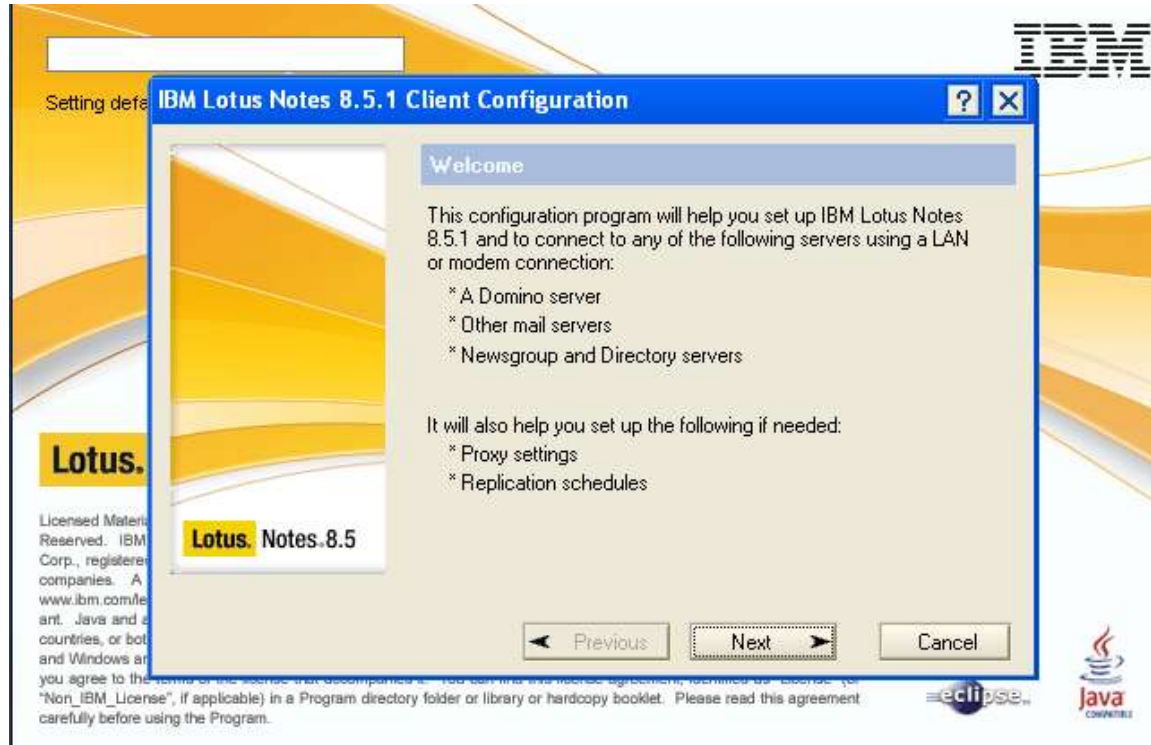 IBM
Setting defa
IBM Lotus Notes 8.5.1 Client Configuration
Welcome
This configuration program will help you set up IBM Lotus Notes
8.5.1 and to connect to any of the following servers using a LAN
or modem connection:
* A Domino server
* Other mail servers
* Newsgroup and Directory servers
It will also help you set up the following if needed:
* Proxy settings
* Replication schedules
Lotus. Notes.8.5
Previous
Next
Cancel
Lotus.
Licensed Materi
Reserved. IBM
Corp., registere
companies. A
www.ibm.com/le
ant. Java and a
countries, or bot
and Windows ar
you agree to the
"Non_IBM_License", if applicable) in a Program directory folder or library or hardcopy booklet. Please read this agreement
carefully before using the Program.
eclipse
Java
COMPATIBLE